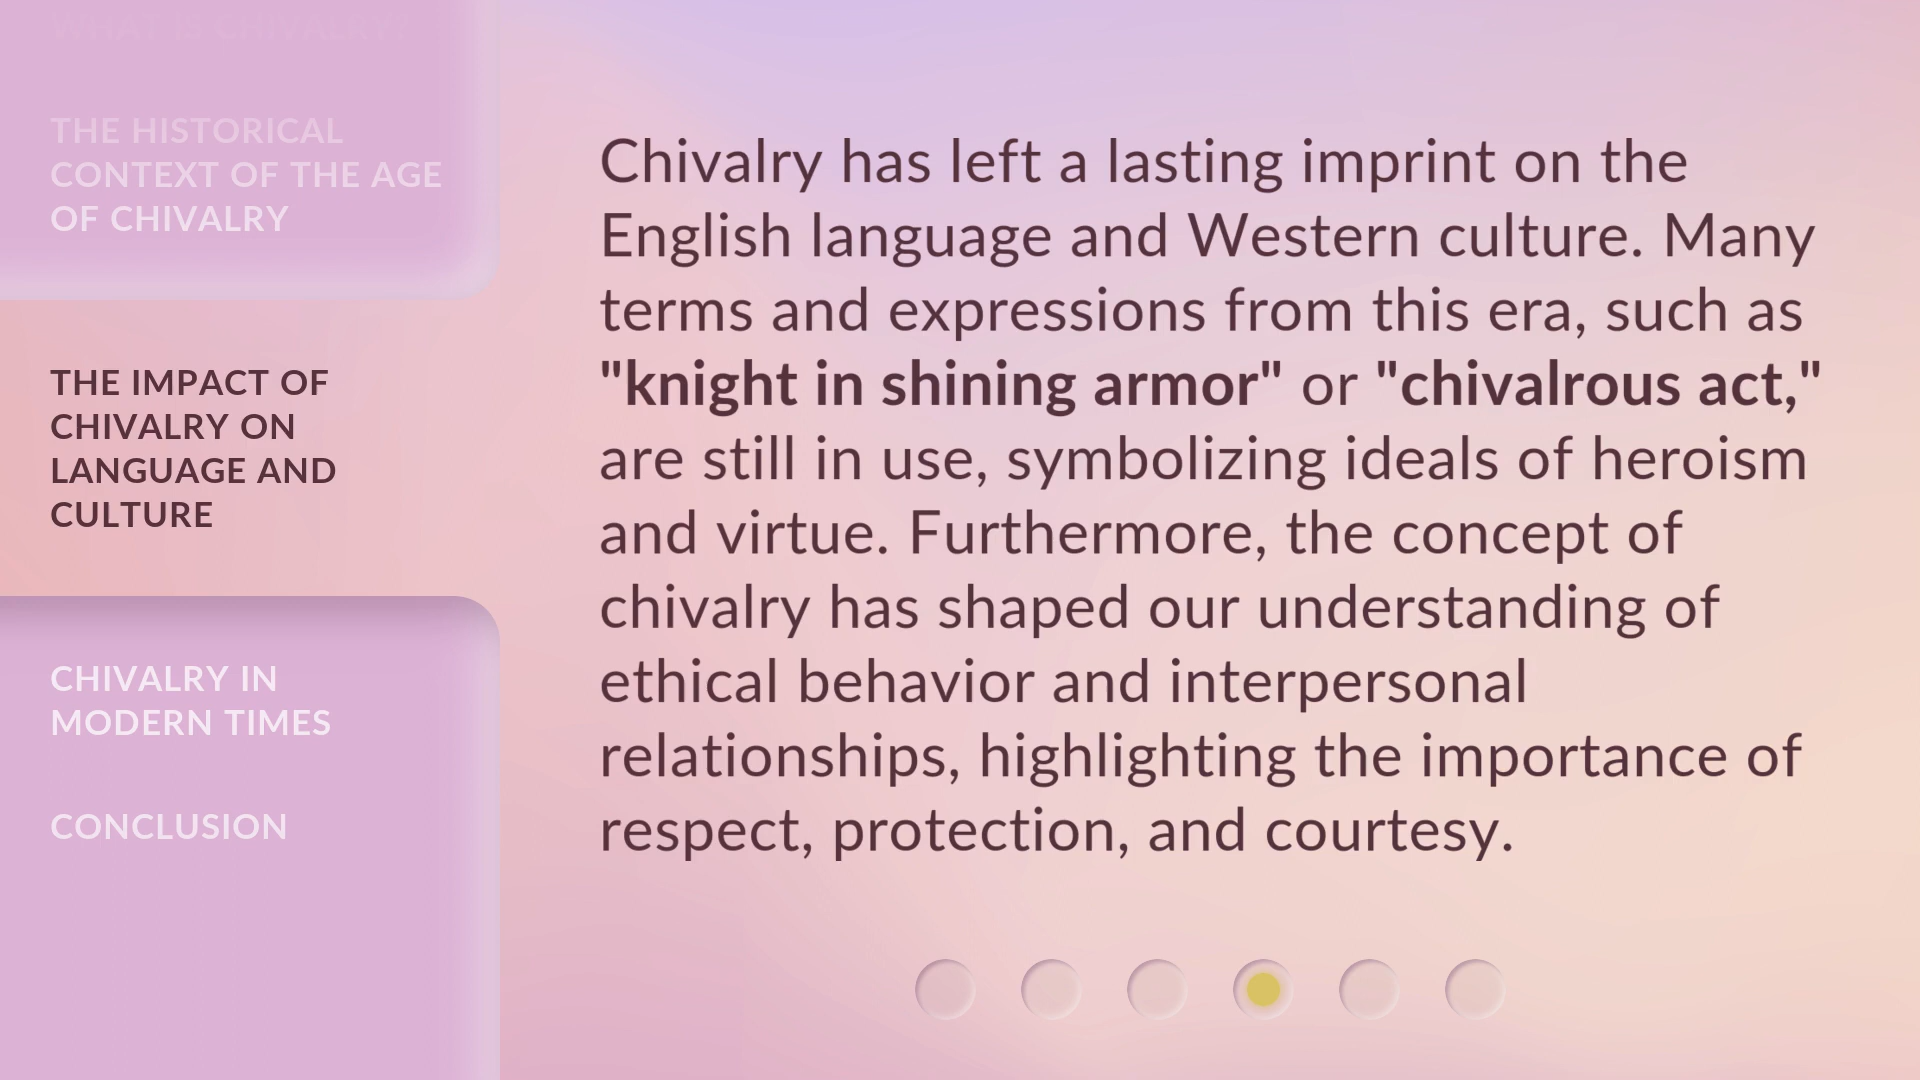 WHAT IS CHIVALRY?
THE HISTORICAL
CONTEXT OF THE AGE
OF CHIVALRY
THE IMPACT OF
CHIVALRY ON
LANGUAGE AND
CULTURE
CHIVALRY IN
MODERN TIMES
CONCLUSION
Chivalry has left a lasting imprint on the
English language and Western culture. Many
terms and expressions from this era, such as
"knight in shining armor" or "chivalrous act,"
are still in use, symbolizing ideals of heroism
and virtue. Furthermore, the concept of
chivalry has shaped our understanding of
ethical behavior and interpersonal
relationships, highlighting the importance of
respect, protection, and courtesy.